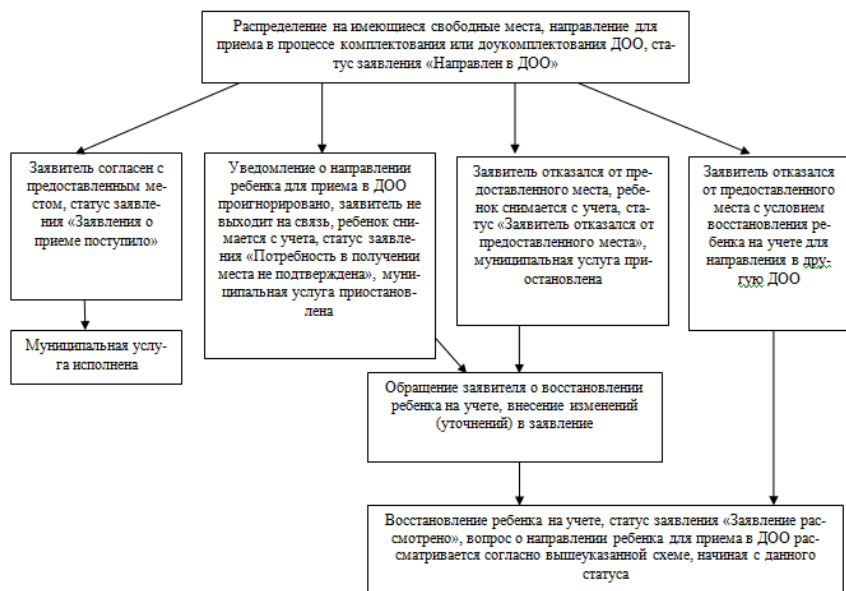 Распределение на имеющиеся свободные места, направление для
приема в процессе комплектования или доукомплектования ДОО, ста-
тус заявления «Направлен в ДОО»
Заявитель согласен с
предоставленным ме-
стом, статус заявле-
ния «Заявления о
приеме поступило»
Уведомление о направлении
ребенка для приема в ДОО
проигнорировано, заявитель не
выходит на связь, ребенок сни-
мается с учета, статус заявле-
ния «Потребность в получении
места не подтверждена», муни-
ципальная услуга приостанов-
лена
Заявитель отказался от пре-
доставленного места, ребе-
нок снимается с учета, ста-
тус «Заявитель отказался от
предоставленного места»,
муниципальная услуга при-
остановлена
Заявитель отказался
от предоставленного
места с условием
восстановления ре-
бенка на учете для
направления в дру-
гую ДОО
Муниципальная услу-
га исполнена
Обращение заявителя о восстановлении
ребенка на учете, внесение изменений
(уточнений) в заявление
Восстановление ребенка на учете, статус заявления «Заявление рас-
смотрено», вопрос о направлении ребенка для приема в ДОО рас-
сматривается согласно вышеуказанной схеме, начиная с данного
статуса